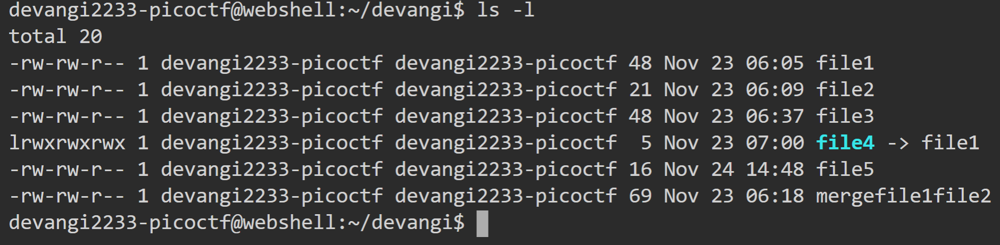 devangi2233-picoctf@webshell:~/devangi$ ls -l
total 20
-rw-rw-r-- 1 devangi2233-picoctf devangi2233-picoctf 48 Nov 23 06:05 file1
-rw-rw-r-- 1 devangi2233-picoctf devangi2233-picoctf 21 Nov 23 06:09 file2
-rw-rw-r-- 1 devangi2233-picoctf devangi2233-picoctf 48 Nov 23 06:37 file3
lrwxrwxrwx 1 devangi2233-picoctf devangi2233-picoctf  5 Nov 23 07:00 file4 -> file1
-rw-rw-r-- 1 devangi2233-picoctf devangi2233-picoctf 16 Nov 24 14:48 file5
-rw-rw-r-- 1 devangi2233-picoctf devangi2233-picoctf 69 Nov 23 06:18 mergefile1file2
devangi2233-picoctf@webshell:~/devangi$